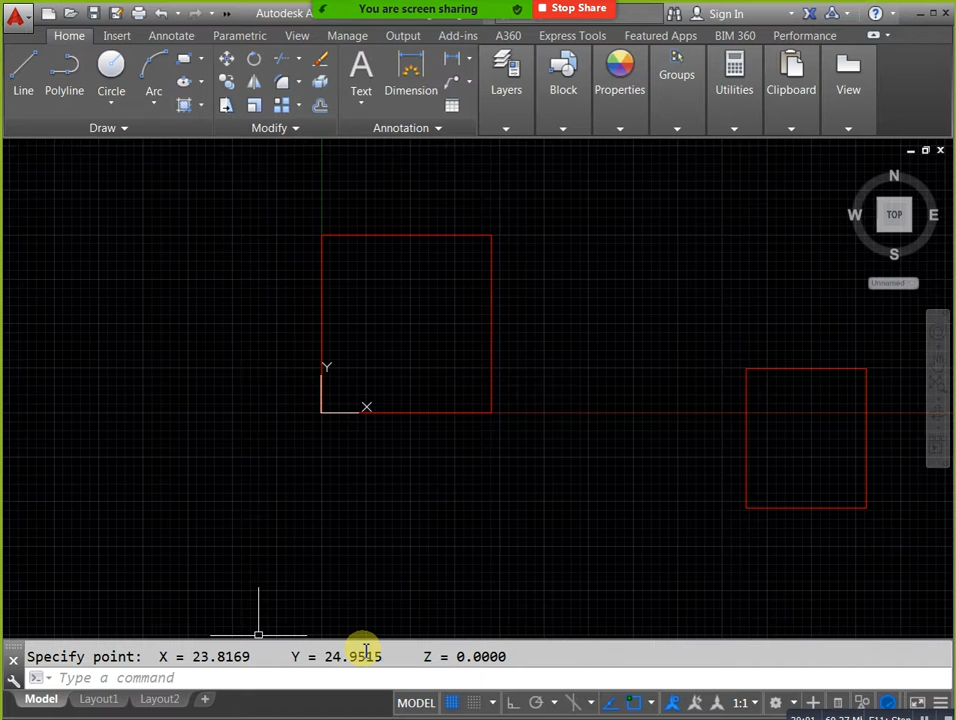 You are screen sharing
Stop Share
Autodesk A
Sign In
Home Insert Annotate Parametric View Manage Output Add-ins A360 Express Tools Featured Apps BIM 360 Performance
Line Polyline Circle Arc Text Dimension Layers Block Properties Groups Utilities Clipboard View
Draw Modify Annotation
N
W TOP E
S
Unnamed
Y
X
Specify point: X = 23.8169 Y = 24.9515 Z = 0.0000
Type a command
Model Layout1 Layout2 + MODEL 1:1